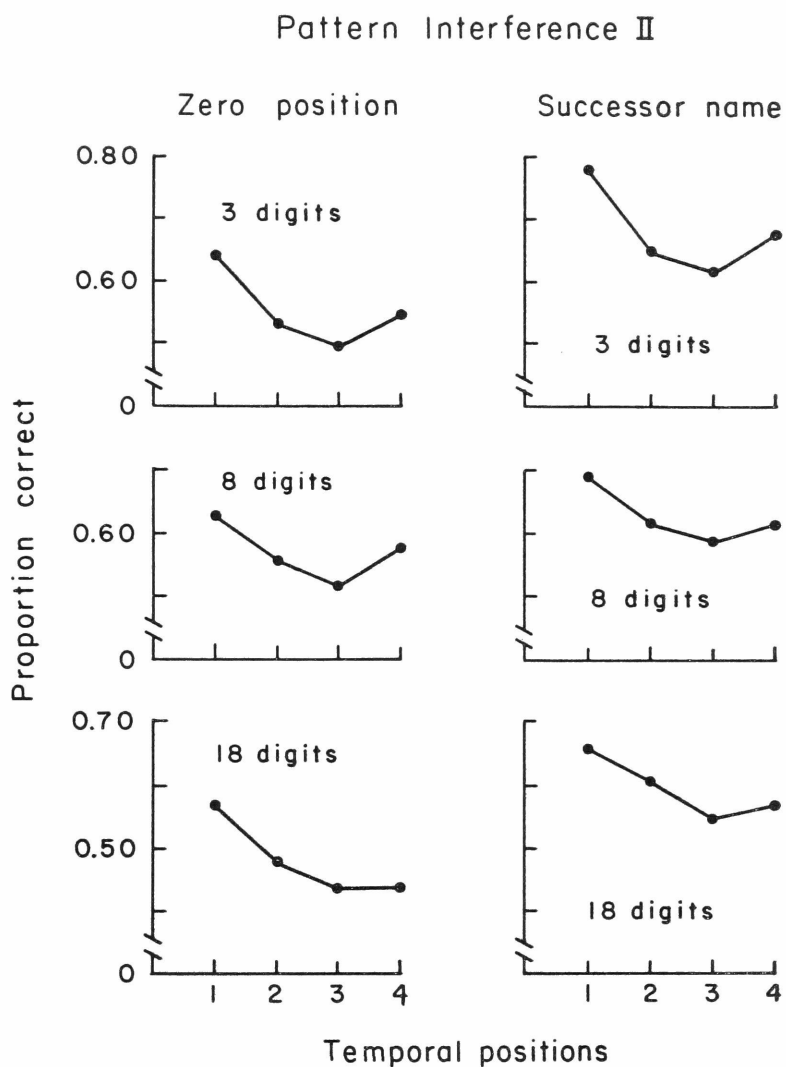 Pattern Interference II
Zero position
Successor name
Proportion correct
0.80
0.60
0
3 digits
3 digits
0.60
0
8 digits
8 digits
0.70
0.50
0
18 digits
18 digits
1 2 3 4
1 2 3 4
Temporal positions